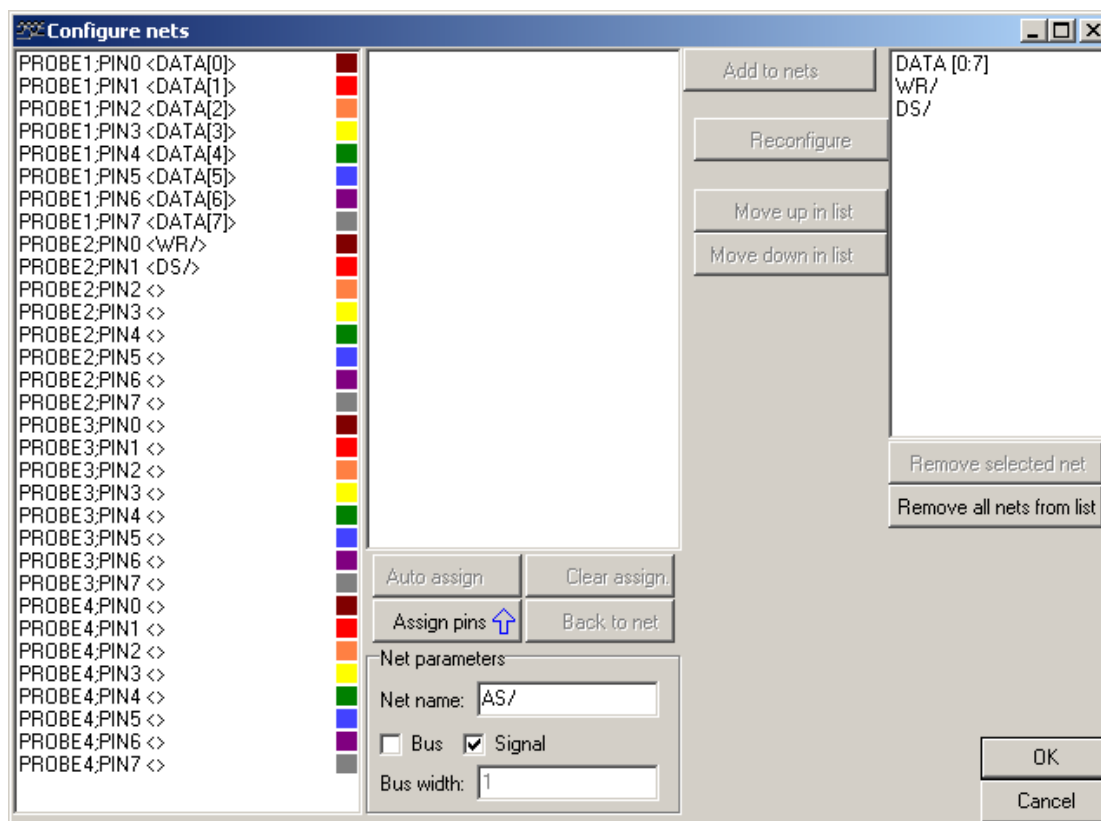 Configure nets
PROBE1;PIN0 <DATA[0]>
PROBE1;PIN1 <DATA[1]>
PROBE1;PIN2 <DATA[2]>
PROBE1;PIN3 <DATA[3]>
PROBE1;PIN4 <DATA[4]>
PROBE1;PIN5 <DATA[5]>
PROBE1;PIN6 <DATA[6]>
PROBE1;PIN7 <DATA[7]>
PROBE2;PIN0 <WR/>
PROBE2;PIN1 <DS/>
PROBE2;PIN2 <>
PROBE2;PIN3 <>
PROBE2;PIN4 <>
PROBE2;PIN5 <>
PROBE2;PIN6 <>
PROBE2;PIN7 <>
PROBE3;PIN0 <>
PROBE3;PIN1 <>
PROBE3;PIN2 <>
PROBE3;PIN3 <>
PROBE3;PIN4 <>
PROBE3;PIN5 <>
PROBE3;PIN6 <>
PROBE3;PIN7 <>
PROBE4;PIN0 <>
PROBE4;PIN1 <>
PROBE4;PIN2 <>
PROBE4;PIN3 <>
PROBE4;PIN4 <>
PROBE4;PIN5 <>
PROBE4;PIN6 <>
PROBE4;PIN7 <>
Auto assign
Clear assign.
Assign pins
Back to net
Net parameters
Net name: AS/
Bus Signal
Bus width: 1
Add to nets
Reconfigure
Move up in list
Move down in list
DATA [0:7]
WR/
DS/
Remove selected net
Remove all nets from list
OK
Cancel